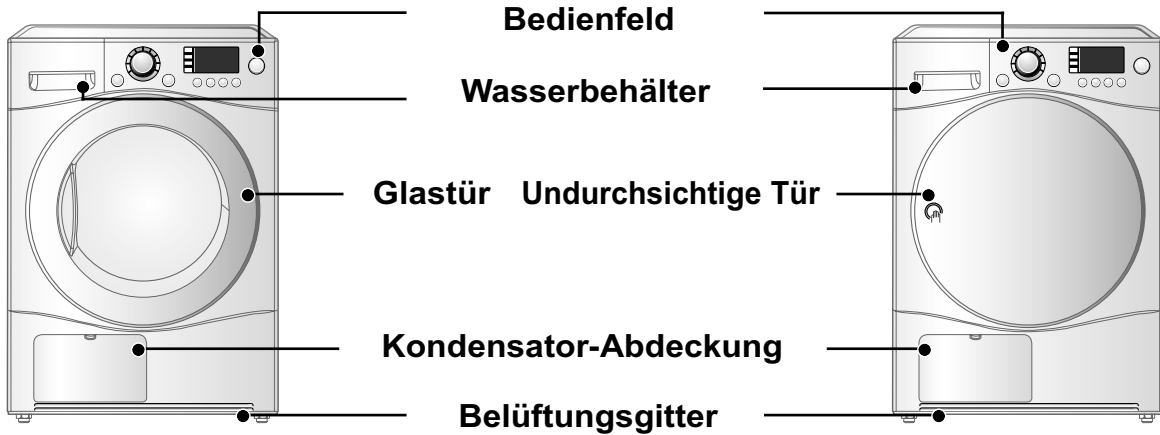 Bedienfeld
Wasserbehälter
Glastür Undurchsichtige Tür
Kondensator-Abdeckung
Belüftungsgitter